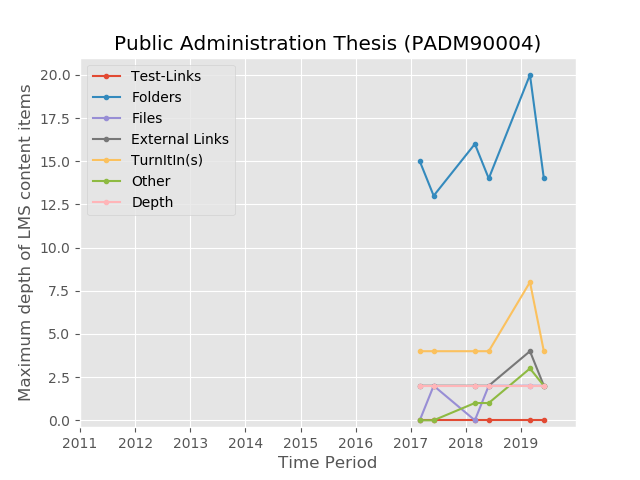 Public Administration Thesis (PADM90004)
Maximum depth of LMS content items
20.0
17.5
15.0
12.5
10.0
7.5
5.0
2.5
0.0
Test-Links
Folders
Files
External Links
TurnItIn(s)
Other
Depth
2011 2012 2013 2014 2015 2016 2017 2018 2019
Time Period